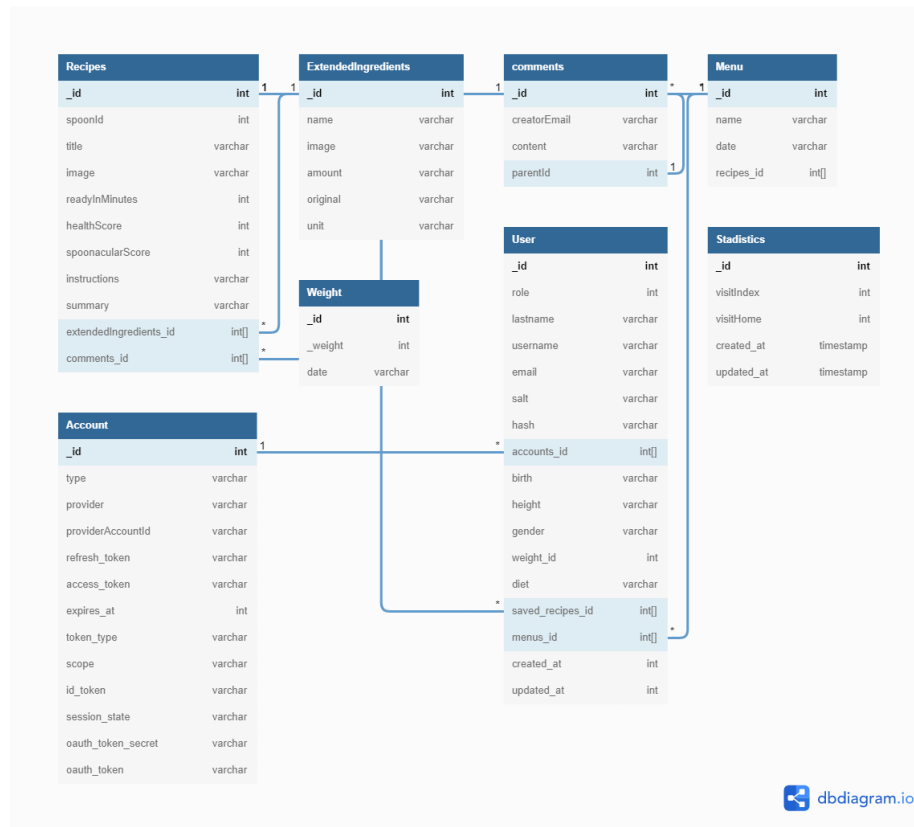 Recipes
_id int
spoonId int
title varchar
image varchar
readyInMinutes int
healthScore int
spoonacularScore int
instructions varchar
summary varchar
extendedIngredients_id int[]
comments_id int[]
1
*
*
ExtendedIngredients
1
_id int
name varchar
image varchar
amount varchar
original varchar
unit varchar
Weight
_id int
_weight int
date varchar
comments
1
_id int
*
creatorEmail varchar
content varchar
parentId int
1
Menu
1
_id int
name varchar
date varchar
recipes_id int[]
User
_id int
role int
lastname varchar
username varchar
email varchar
salt varchar
hash varchar
*
accounts_id int[]
birth varchar
height varchar
gender varchar
weight_id int
diet varchar
*
saved_recipes_id int[]
menus_id int[]
*
created_at int
updated_at int
Stadistics
_id int
visitIndex int
visitHome int
created_at timestamp
updated_at timestamp
Account
_id int
1
type varchar
provider varchar
providerAccountId varchar
refresh_token varchar
access_token varchar
expires_at int
token_type varchar
scope varchar
id_token varchar
session_state varchar
oauth_token_secret varchar
oauth_token varchar
dbdiagram.io